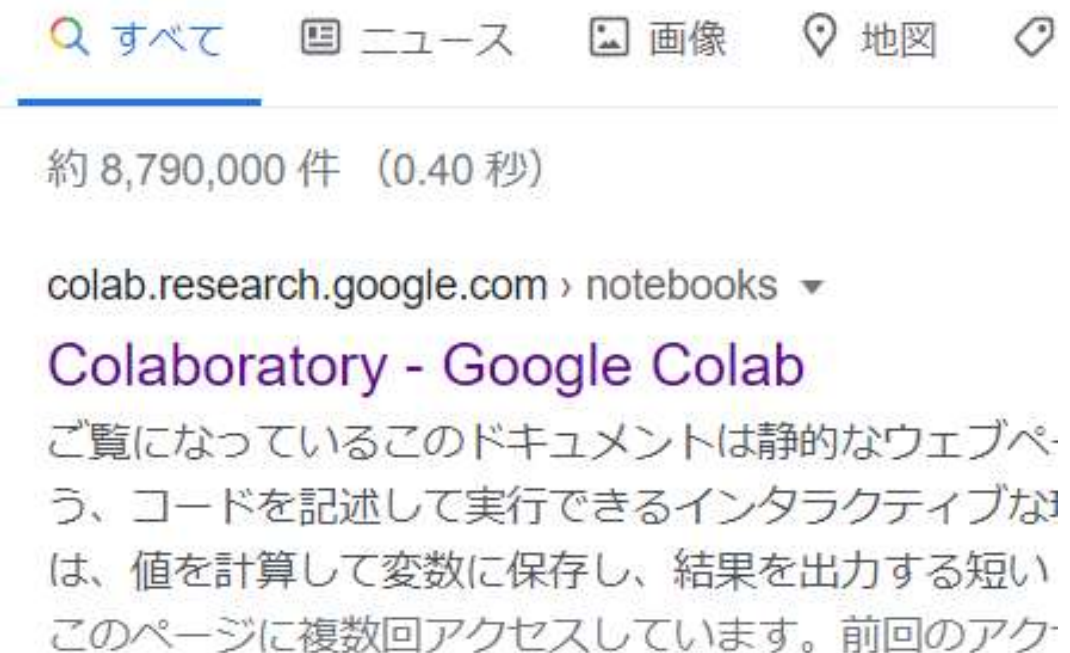 すべて ニュース 画像 地図
約 8,790,000 件 （0.40 秒）
colab.research.google.com › notebooks
Colaboratory - Google Colab
ご覧になっているこのドキュメントは静的なウェブペ
う、コードを記述して実行できるインタラクティブな
は、値を計算して変数に保存し、結果を出力する短い
このページに複数回アクセスしています。前回のアク